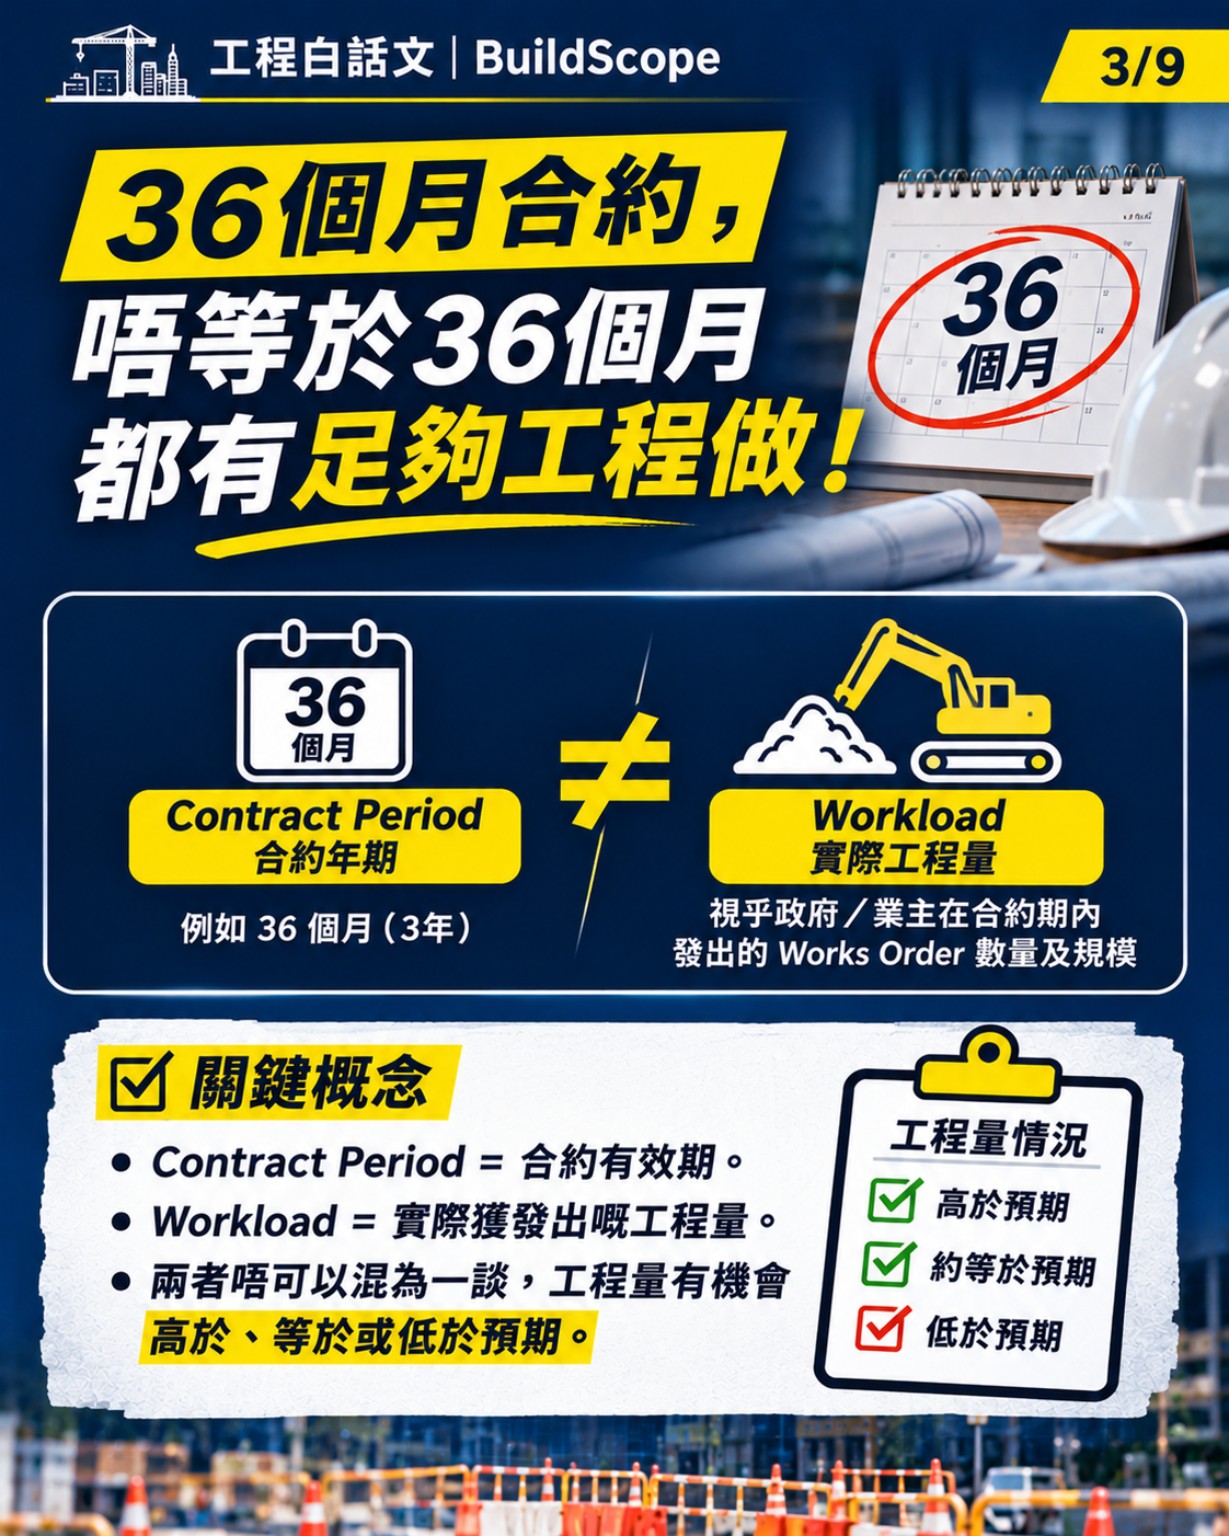 工程白話文｜BuildScope
3/9
36個月合約，
唔等於36個月
都有足夠工程做！
36
個月
36
個月
Contract Period
合約年期
例如 36 個月（3年）
≠
Workload
實際工程量
視乎政府／業主在合約期內
發出的 Works Order 數量及規模
關鍵概念
• Contract Period = 合約有效期。
• Workload = 實際獲發出嘅工程量。
• 兩者唔可以混為一談，工程量有機會
高於、等於或低於預期。
工程量情況
高於預期
約等於預期
低於預期